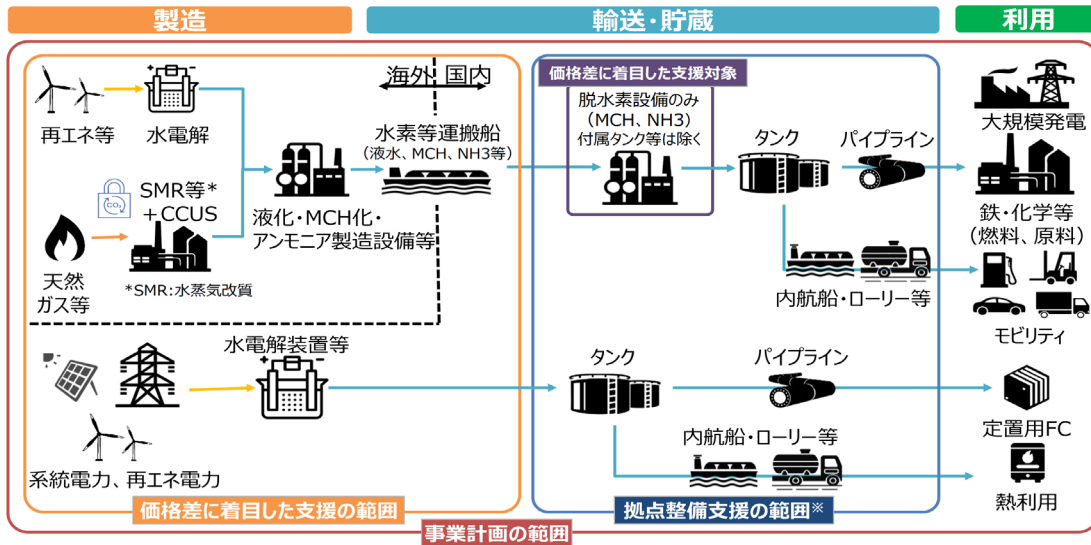 製造
輸送・貯蔵
利用
海外
国内
価格差に着目した支援対象
脱水素設備のみ
(MCH、NH3)
付属タンク等は除く
再エネ等
水電解
水素等運搬船
(液水、MCH、NH3等)
タンク
パイプライン
大規模発電
CO₂
SMR等*
+CCUS
液化・MCH化・
アンモニア製造設備等
天然
ガス等
*SMR:水蒸気改質
鉄・化学等
(燃料、原料)
内航船・ローリー等
モビリティ
水電解装置等
タンク
パイプライン
定置用FC
内航船・ローリー等
系統電力、再エネ電力
熱利用
価格差に着目した支援の範囲
拠点整備支援の範囲※
事業計画の範囲